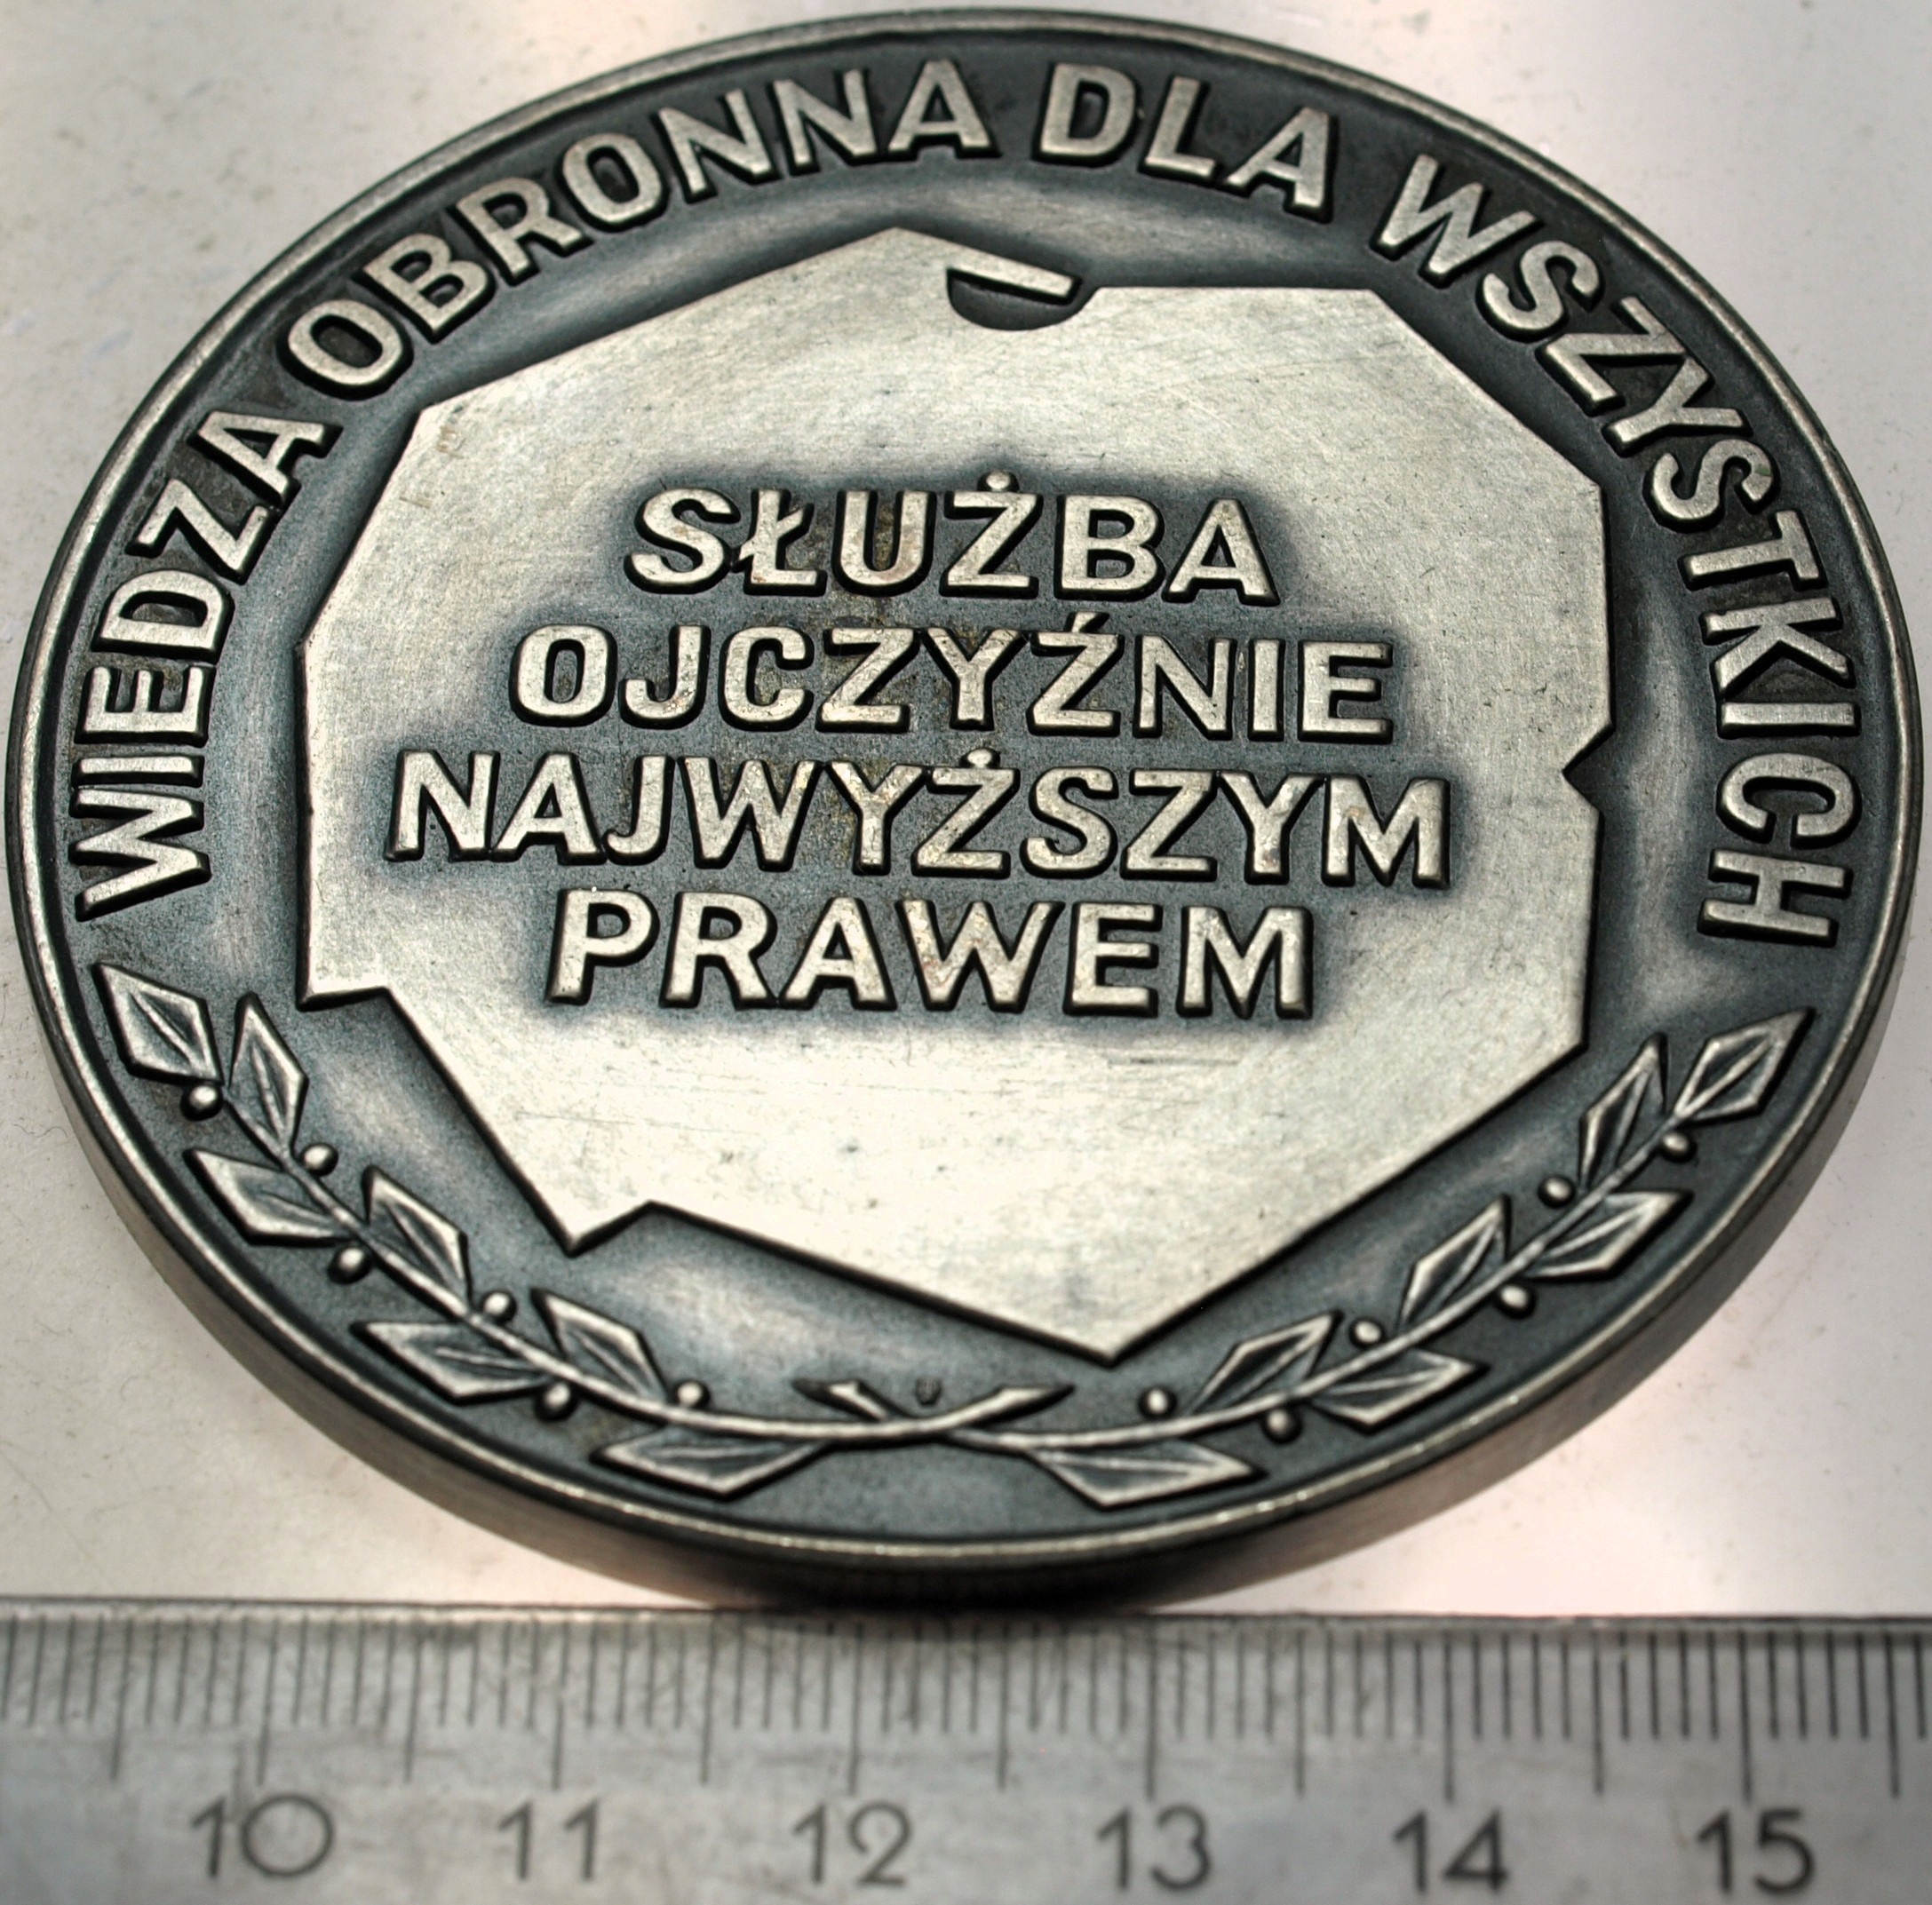 WIEDZA OBRONNA DLA WSZYSTKICH
SŁUŻBA
OJCZYŹNIE
NAJWYŻSZYM
PRAWEM
10 11 12 13 14 15